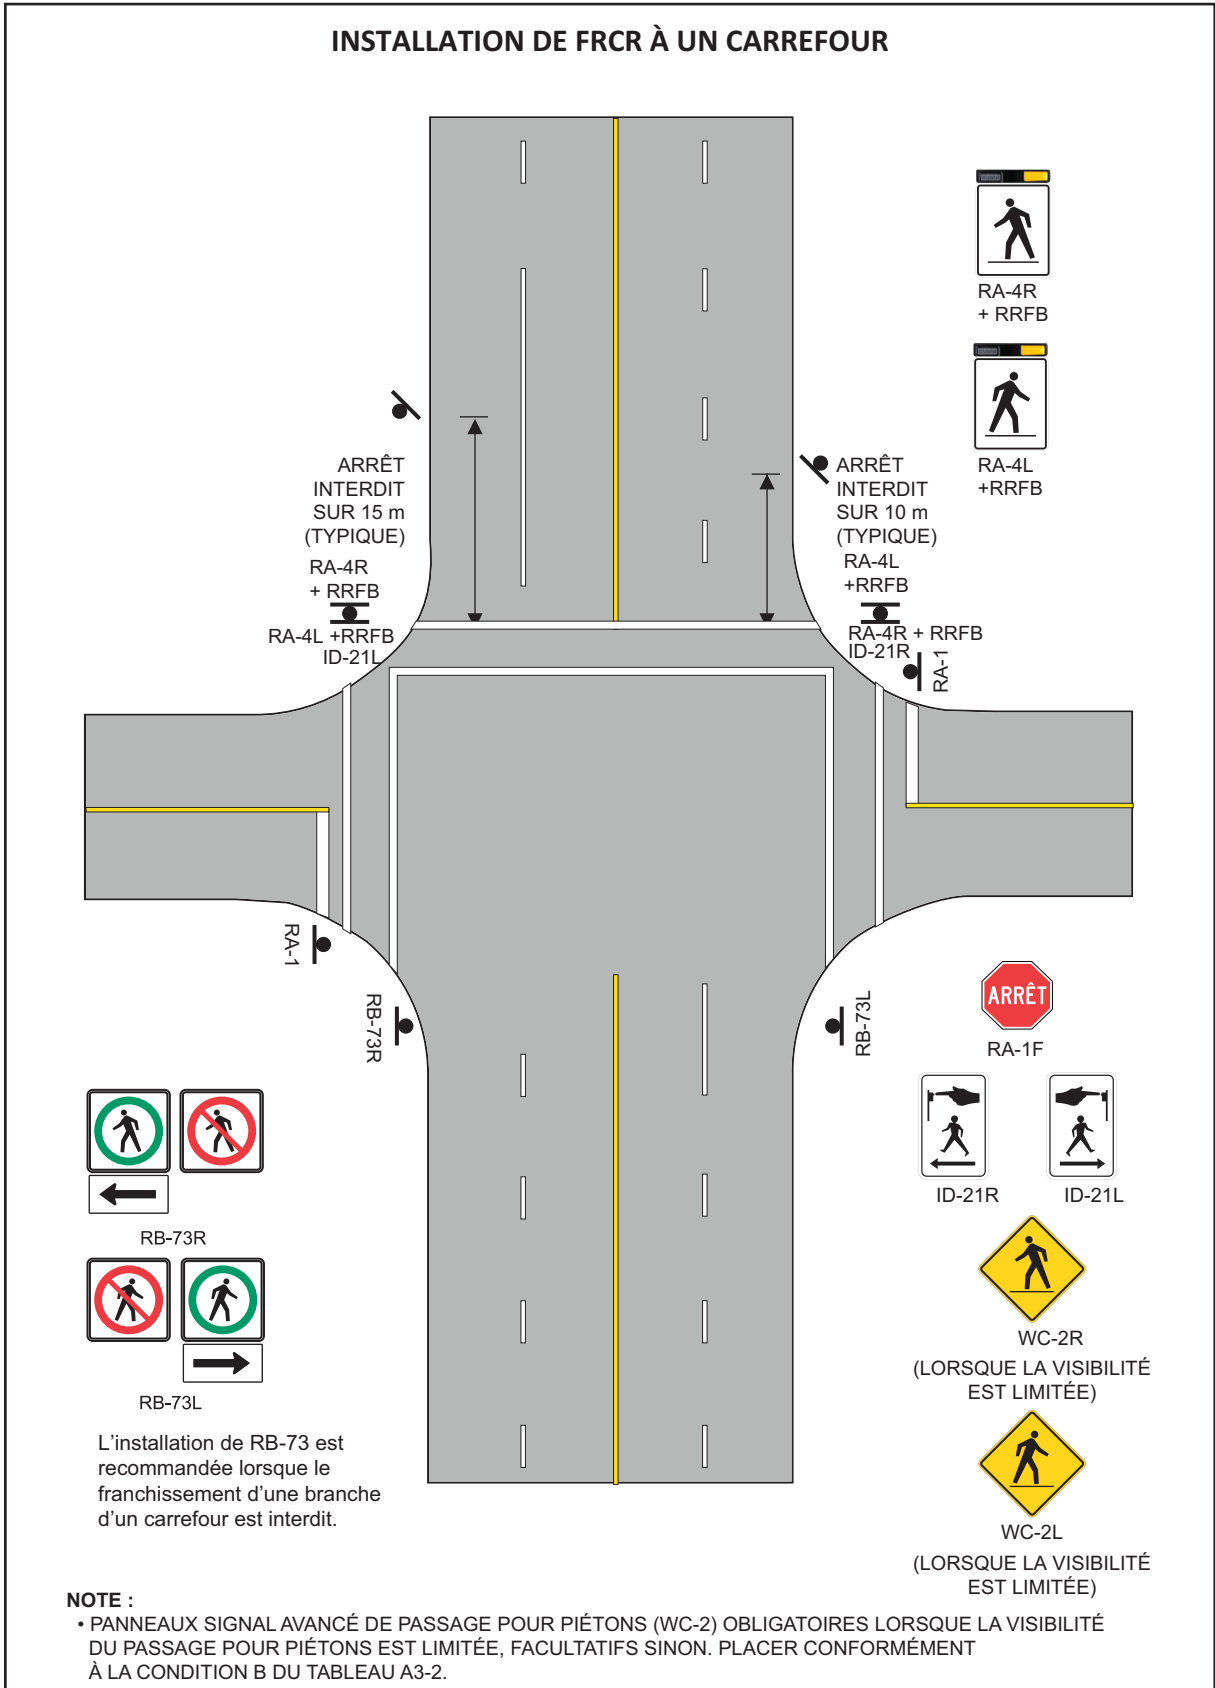 INSTALLATION DE FRCR À UN CARREFOUR
RA-4R
+ RRFB
RA-4L
+RRFB
ARRÊT
INTERDIT
SUR 15 m
(TYPIQUE)
ARRÊT
INTERDIT
SUR 10 m
(TYPIQUE)
RA-4R
+ RRFB
RA-4L +RRFB
ID-21L
RA-4L
+RRFB
RA-4R + RRFB
ID-21R
RA-1
RA-1
RB-73R
RB-73L
ARRÊT
RA-1F
ID-21R
ID-21L
RB-73R
RB-73L
WC-2R
(LORSQUE LA VISIBILITÉ
EST LIMITÉE)
WC-2L
(LORSQUE LA VISIBILITÉ
EST LIMITÉE)
L'installation de RB-73 est
recommandée lorsque le
franchissement d'une branche
d'un carrefour est interdit.
NOTE :
• PANNEAUX SIGNAL AVANCÉ DE PASSAGE POUR PIÉTONS (WC-2) OBLIGATOIRES LORSQUE LA VISIBILITÉ
DU PASSAGE POUR PIÉTONS EST LIMITÉE, FACULTATIFS SINON. PLACER CONFORMÉMENT
À LA CONDITION B DU TABLEAU A3-2.